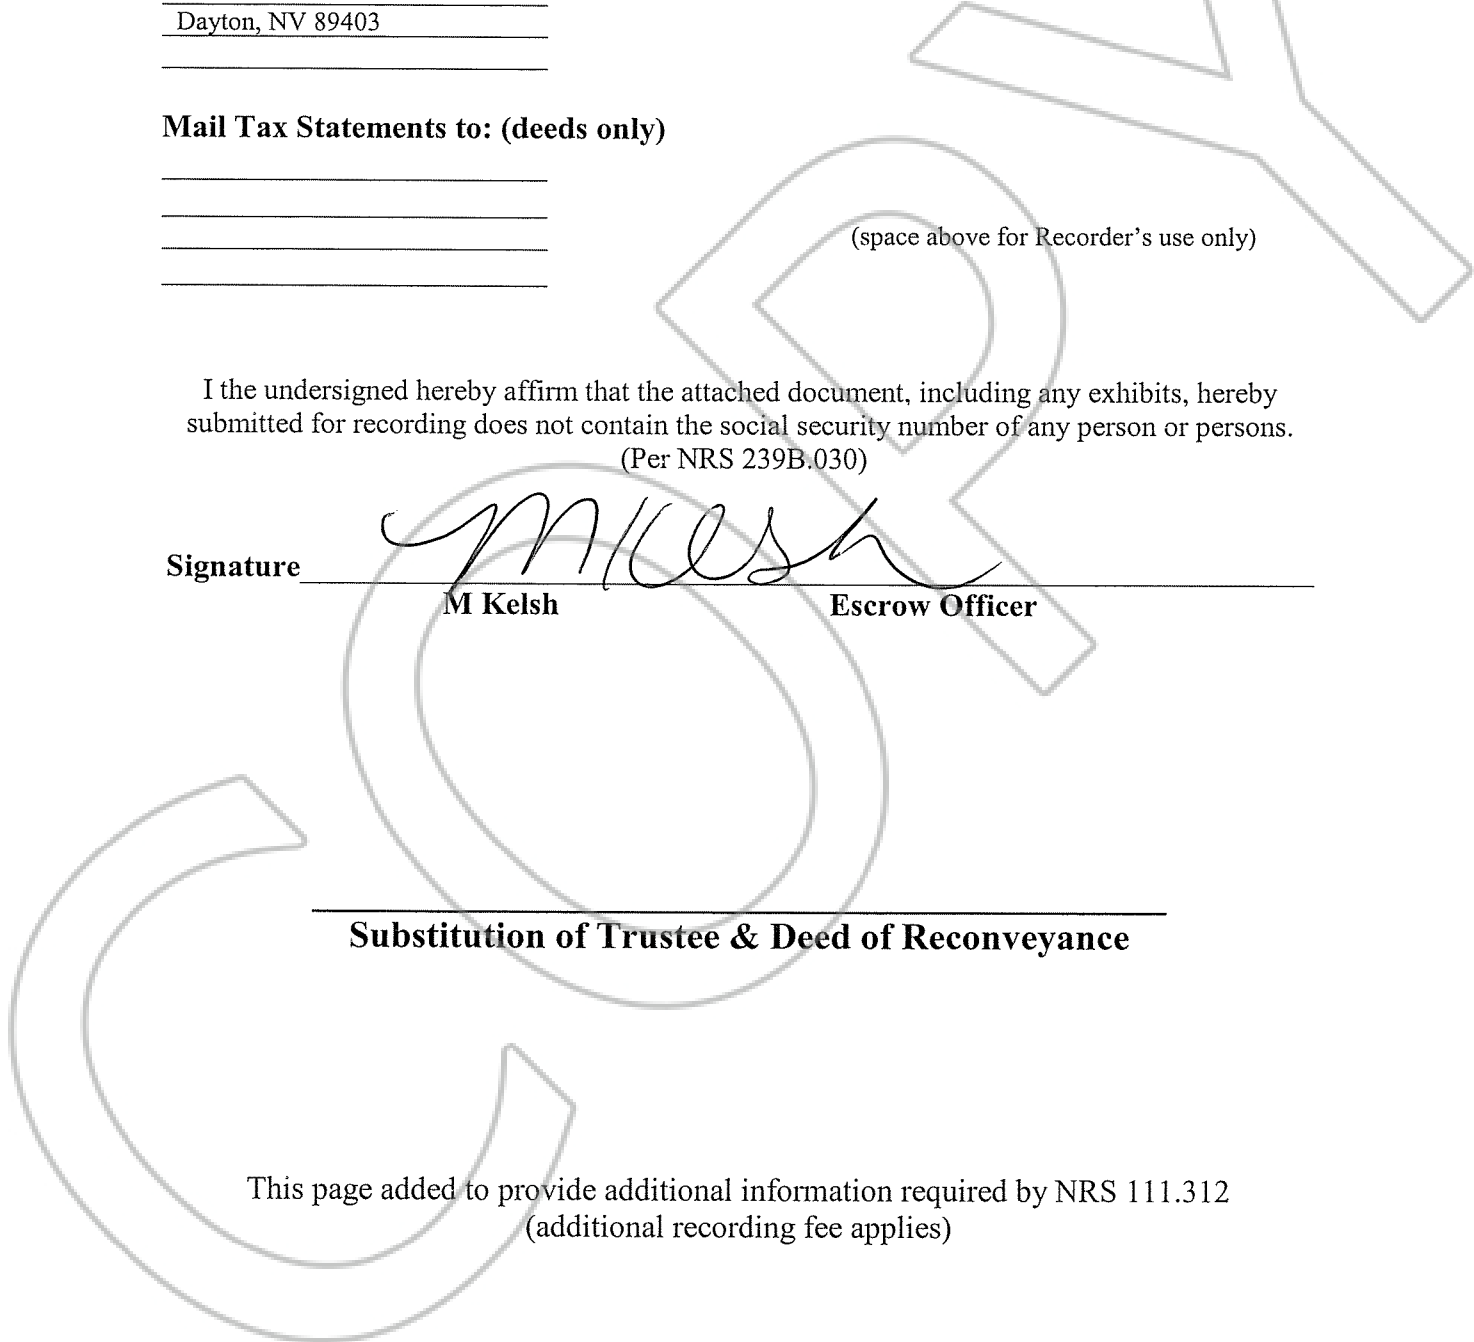 Dayton, NV 89403
Mail Tax Statements to: (deeds only)
(space above for Recorder's use only)
I the undersigned hereby affirm that the attached document, including any exhibits, hereby
submitted for recording does not contain the social security number of any person or persons.
(Per NRS 239B.030)
Signature MKelsh
M Kelsh Escrow Officer
Substitution of Trustee & Deed of Reconveyance
This page added to provide additional information required by NRS 111.312
(additional recording fee applies)
COPY